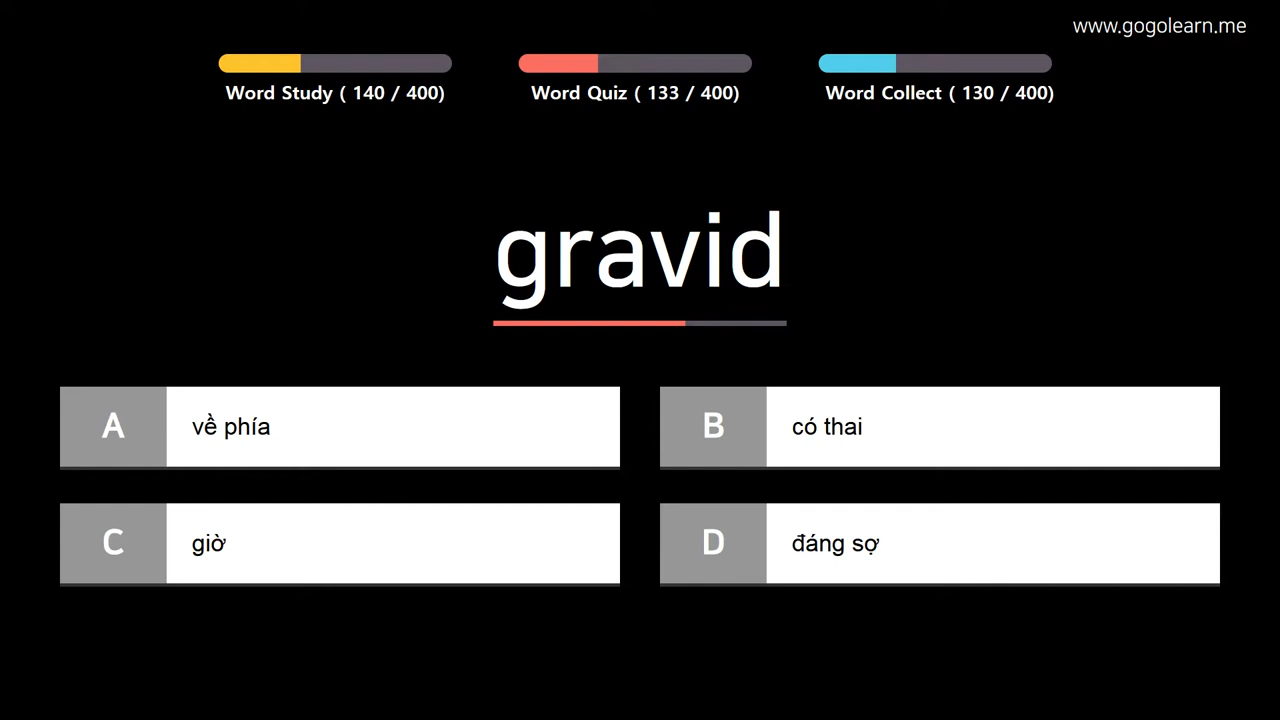 www.gogolearn.me
Word Study ( 140 / 400)
Word Quiz ( 133 / 400)
Word Collect ( 130 / 400)
gravid
A
về phía
B
có thai
C
giờ
D
đáng sợ